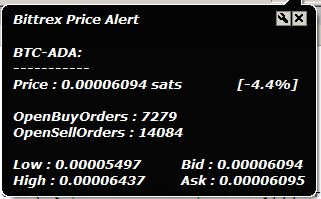 Bittrex Price Alert
BTC-ADA:
-----------
Price : 0.00006094 sats [-4.4%]
OpenBuyOrders : 7279
OpenSellOrders : 14084
Low : 0.00005497 Bid : 0.00006094
High : 0.00006437 Ask : 0.00006095